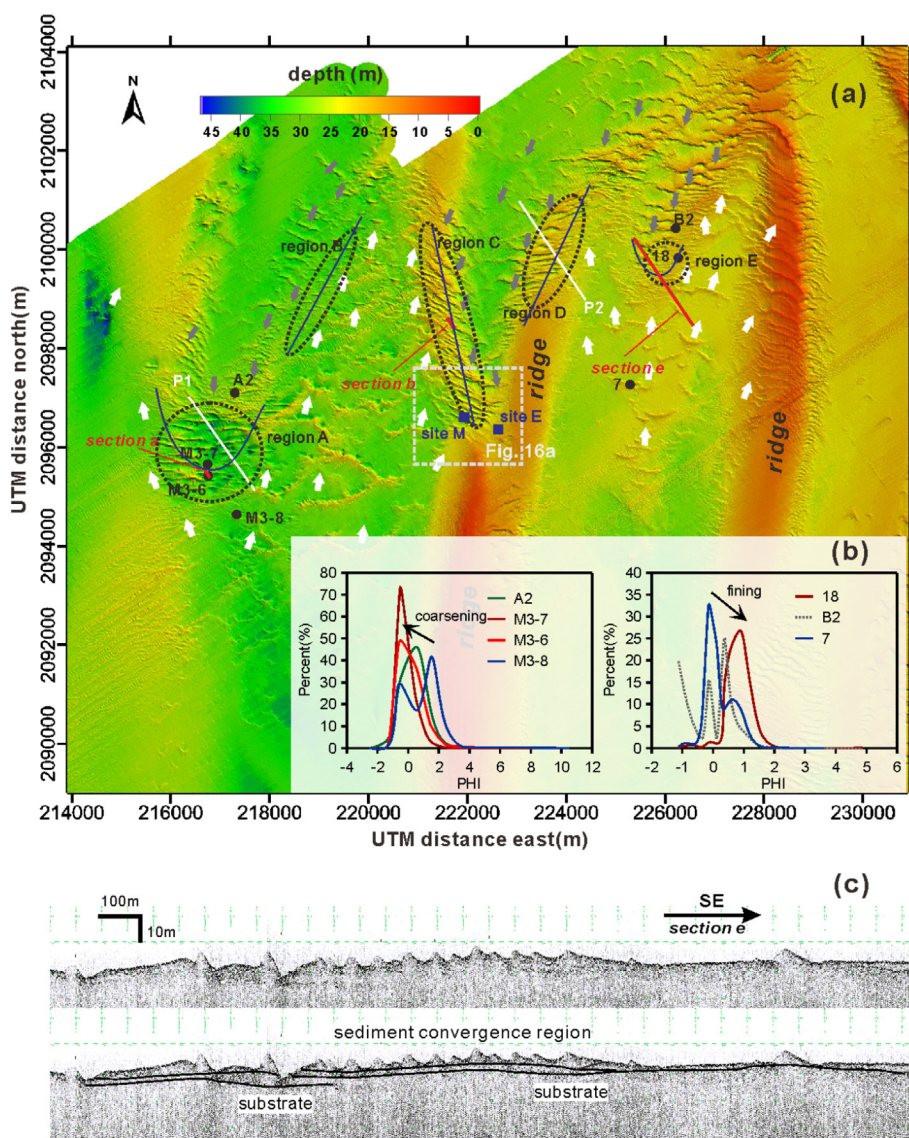 (a)
N
depth (m)
45 40 35 30 25 20 15 10 5 0
2104000
2102000
2100000
2098000
2096000
2094000
2092000
2090000
UTM distance north(m)
region B
region C
region D
B2
18
region E
P2
P1
A2
section b
section e
7
ridge
ridge
ridge
section a
region A
M3-7
M3-6
M3-8
site M
site E
Fig. 16a
(b)
80
70
60
50
40
30
20
10
0
Percent(%)
coarsening
A2
M3-7
M3-6
M3-8
-4 -2 0 2 4 6 8 10 12
PHI
40
35
30
25
20
15
10
5
0
Percent(%)
fining
18
B2
7
-2 -1 0 1 2 3 4 5 6
PHI
214000 216000 218000 220000 222000 224000 226000 228000 230000
UTM distance east(m)
(c)
100m
10m
SE
section e
sediment convergence region
substrate
substrate